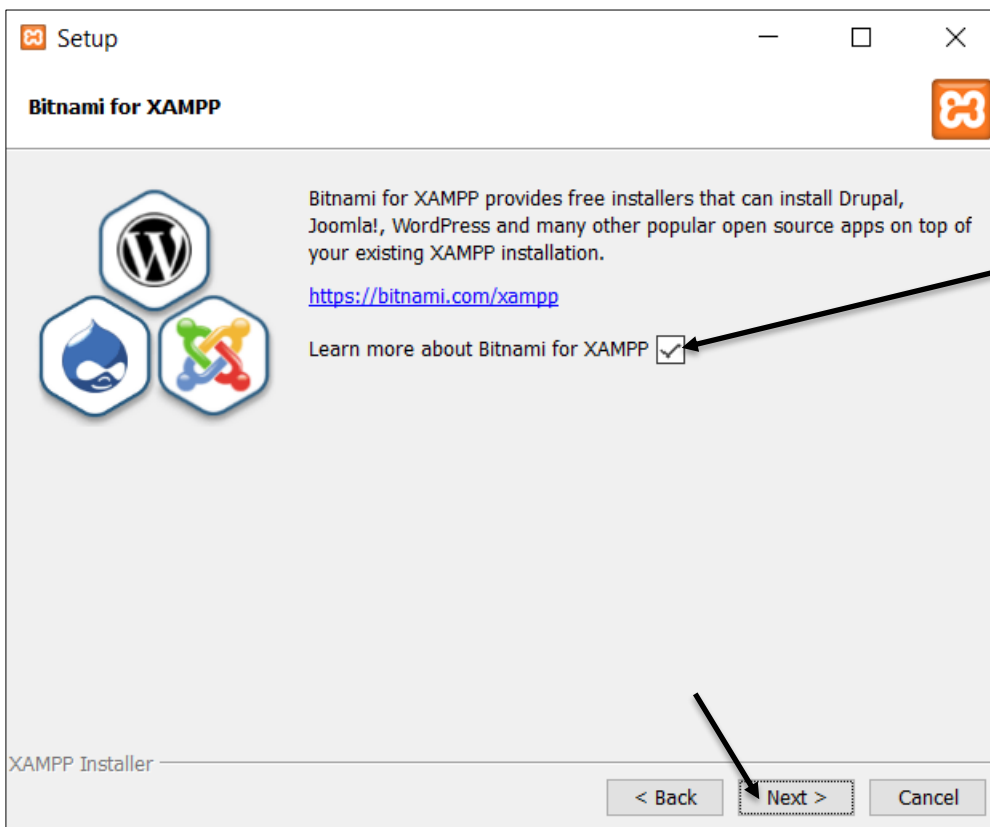 Setup
Bitnami for XAMPP
Bitnami for XAMPP provides free installers that can install Drupal,
Joomla!, WordPress and many other popular open source apps on top of
your existing XAMPP installation.
https://bitnami.com/xampp
Learn more about Bitnami for XAMPP
XAMPP Installer
< Back
Next >
Cancel